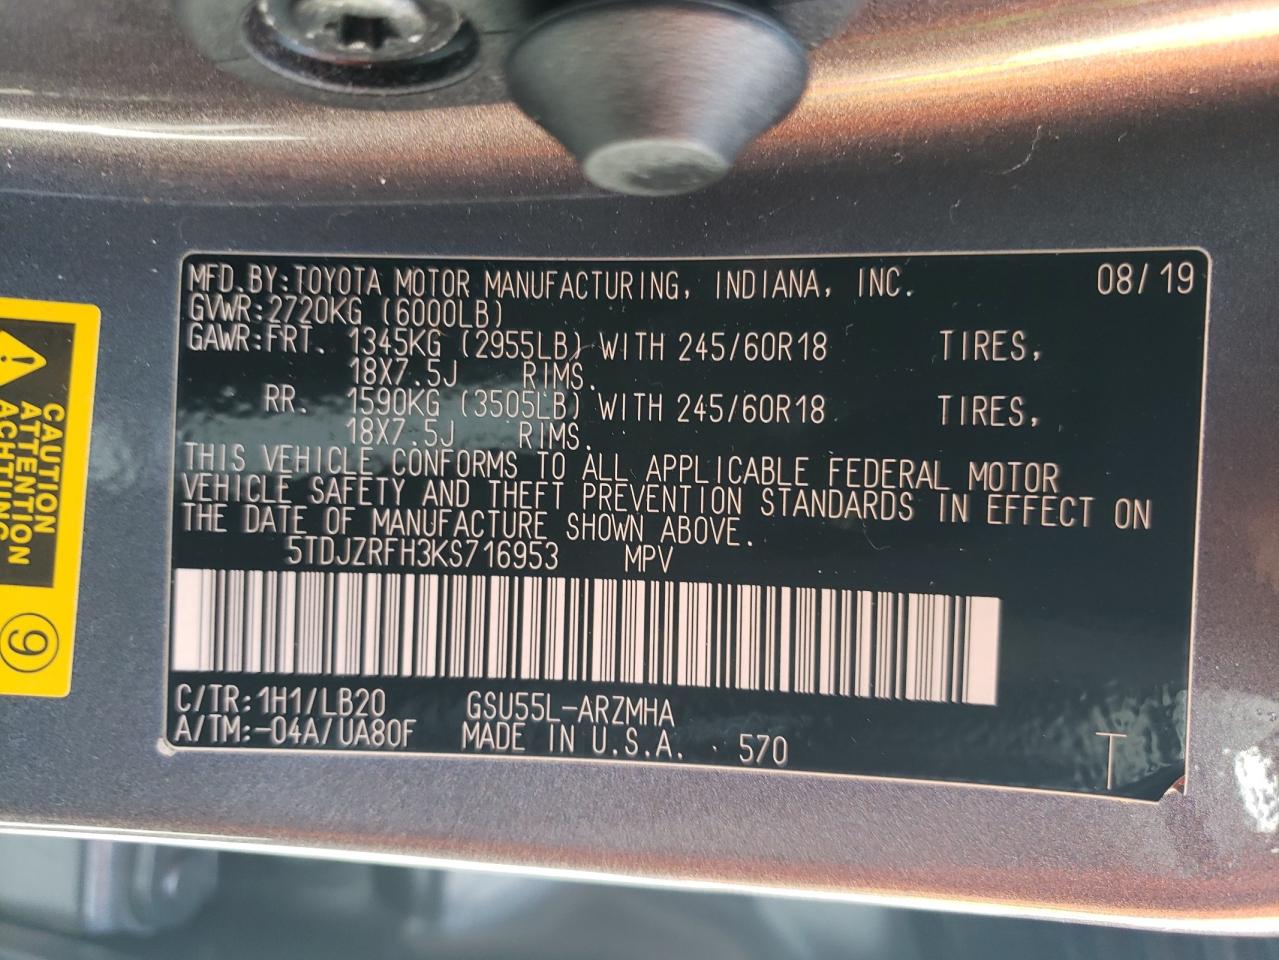 MFD.BY:TOYOTA MOTOR MANUFACTURING, INDIANA, INC. 08/19
GVWR:2720KG (6000LB)
GAWR:FRT. 1345KG (2955LB) WITH 245/60R18 TIRES,
18X7.5J RIMS.
RR. 1590KG (3505LB) WITH 245/60R18 TIRES,
18X7.5J RIMS.
THIS VEHICLE CONFORMS TO ALL APPLICABLE FEDERAL MOTOR
VEHICLE SAFETY AND THEFT PREVENTION STANDARDS IN EFFECT ON
THE DATE OF MANUFACTURE SHOWN ABOVE.
5TDJZRFH3KS716953 MPV
C/TR:1H1/LB20 GSU55L-ARZMHA
A/TM:-04A/UA80F MADE IN U.S.A. 570 T
CAUTION
ATTENTION
ACHTUNG
9